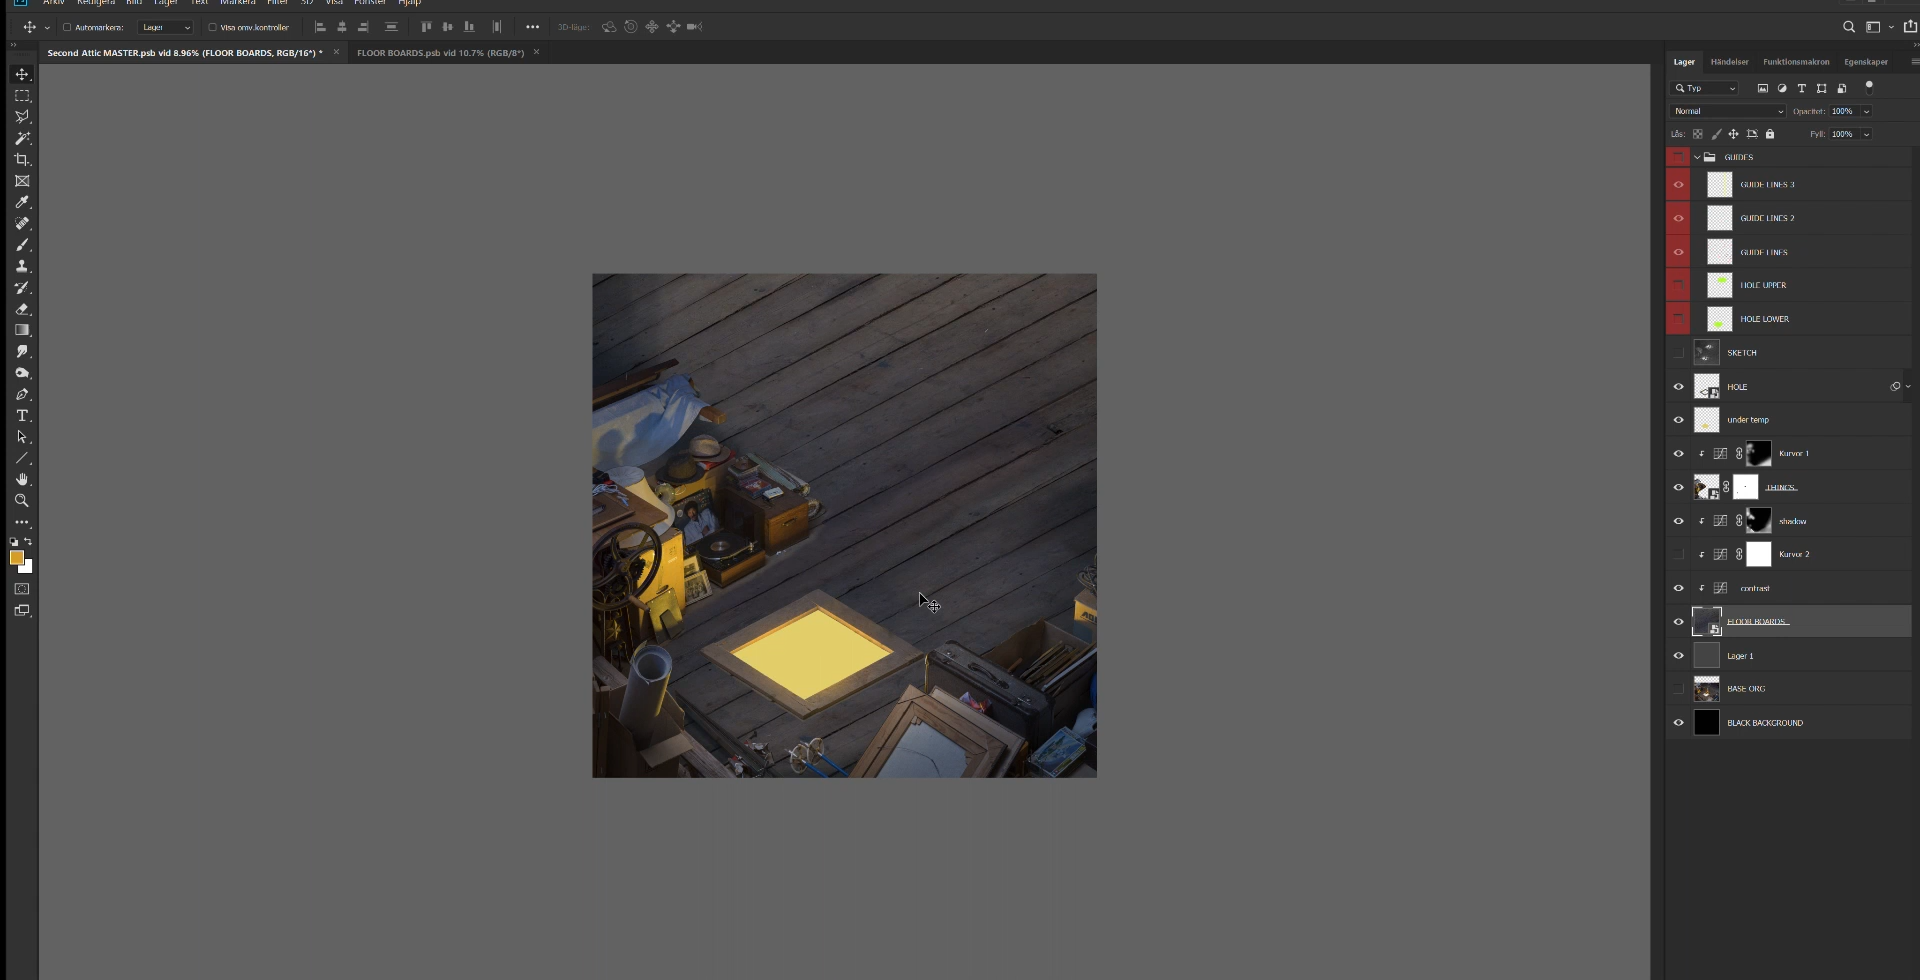 Arkiv Redigera Bild Lager Text Markera Filter 3D Visa Fönster Hjälp
Automarkera: Lager Visa omv.kontroller 3D-läge:
Second Attic MASTER.psb vid 8.96% (FLOOR BOARDS, RGB/16*) * × FLOOR BOARDS.psb vid 10.7% (RGB/8*) ×
Lager Händelser Funktionsmakron Egenskaper
Typ
Normal Opacitet: 100%
Lås: Fyll: 100%
GUIDES
GUIDE LINES 3
GUIDE LINES 2
GUIDE LINES
HOLE UPPER
HOLE LOWER
SKETCH
HOLE
under temp
Kurvor 1
THINGS
shadow
Kurvor 2
contrast
FLOOR BOARDS
Lager 1
BASE ORG
BLACK BACKGROUND